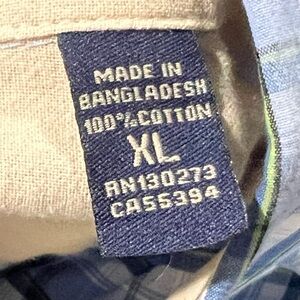 MADE IN
BANGLADESH
100% COTTON
XL
RN130273
CA55394